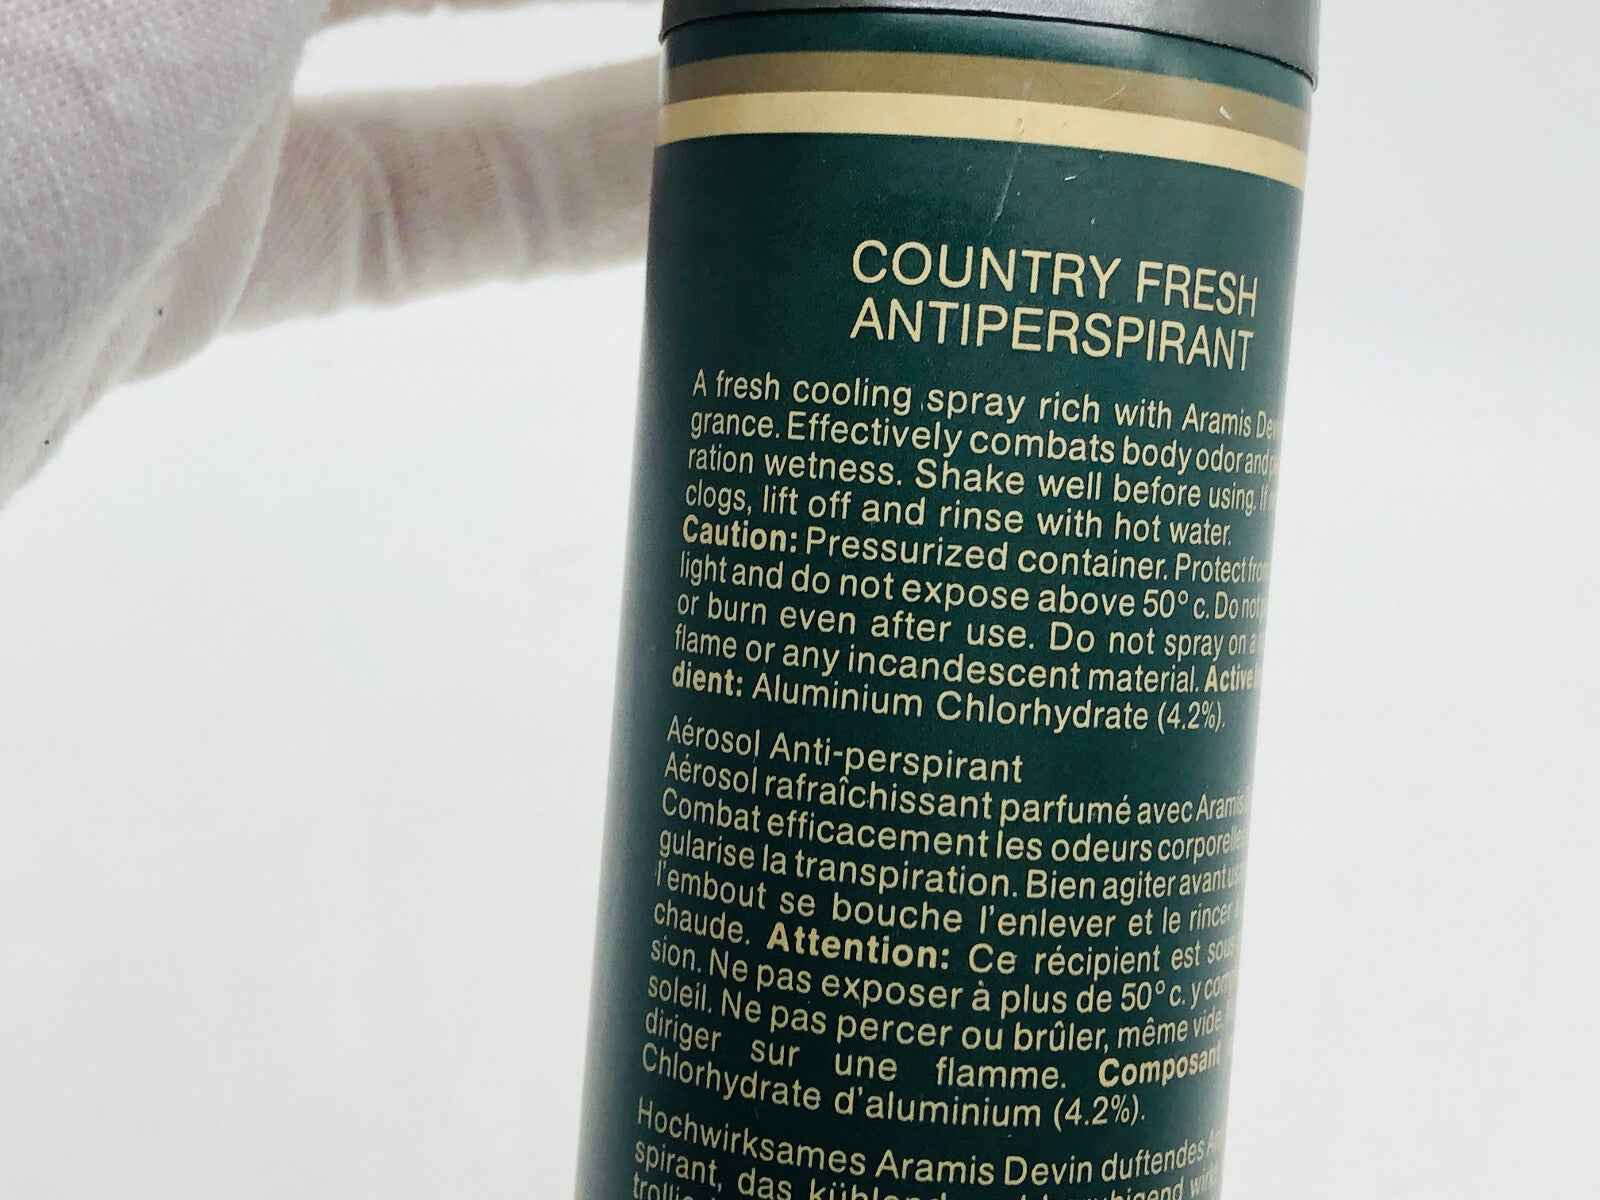 COUNTRY FRESH
ANTIPERSPIRANT
A fresh cooling spray rich with Aramis
grance. Effectively combats body odor and
ration wetness. Shake well before using. If
clogs, lift off and rinse with hot water.
Caution: Pressurized container. Protect
light and do not expose above 50° c. Do not
or burn even after use. Do not spray on a
flame or any incandescent material. Active
dient: Aluminium Chlorhydrate (4.2%).
Aérosol Anti-perspirant
Aérosol rafraîchissant parfumé avec Aramis
Combat efficacement les odeurs
gularise la transpiration. Bien agiter avant
l'embout se bouche l'enlever et le rincer
chaude. Attention: Ce récipient est
sion. Ne pas exposer à plus de 50° c. y
soleil. Ne pas percer ou brûler, même vide.
diriger sur une flamme. Composant
Chlorhydrate d'aluminium (4.2%).
Hochwirksames Aramis Devin duftendes
spirant, das